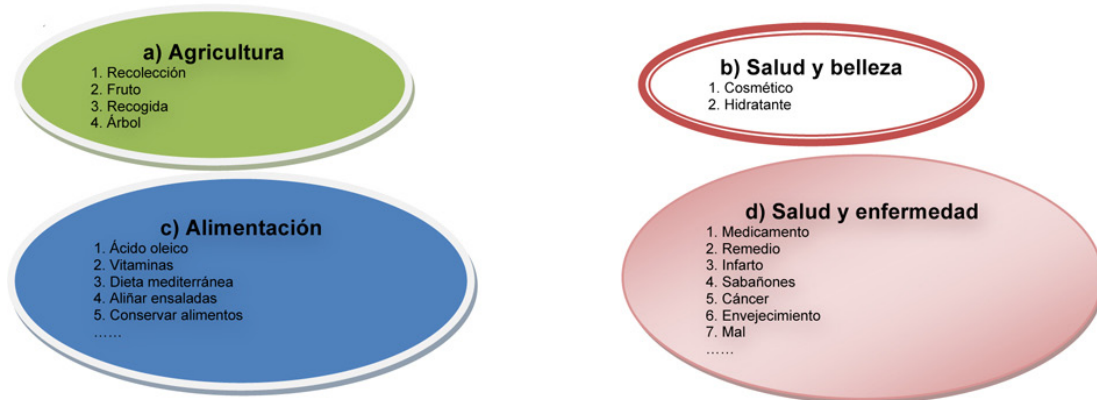 a) Agricultura
1. Recolección
2. Fruto
3. Recogida
4. Árbol
b) Salud y belleza
1. Cosmético
2. Hidratante
c) Alimentación
1. Ácido oleico
2. Vitaminas
3. Dieta mediterránea
4. Aliñar ensaladas
5. Conservar alimentos
……
d) Salud y enfermedad
1. Medicamento
2. Remedio
3. Infarto
4. Sabañones
5. Cáncer
6. Envejecimiento
7. Mal
……